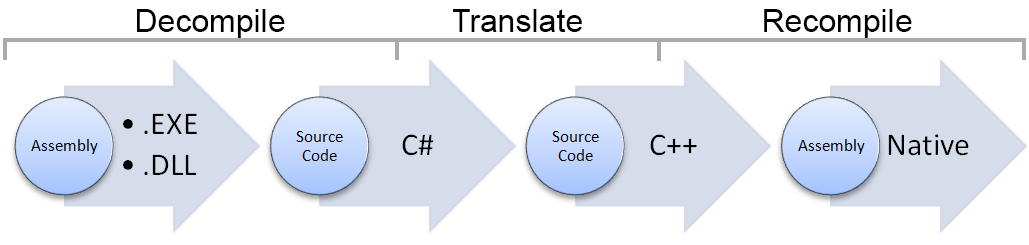 Decompile
Translate
Recompile
Assembly
• .EXE
• .DLL
Source
Code
C#
Source
Code
C++
Assembly
Native